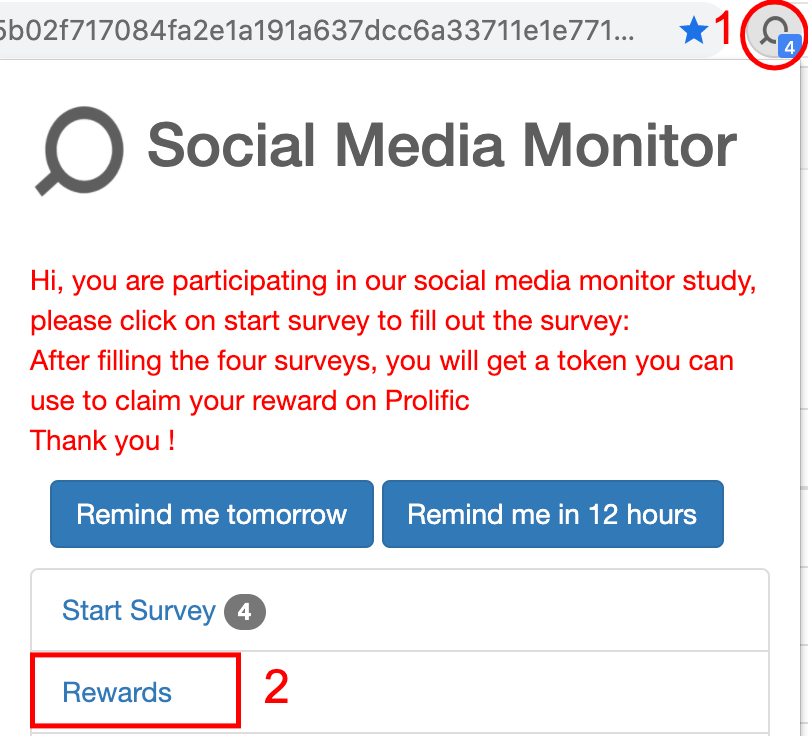 5b02f717084fa2e1a191a637dcc6a33711e1e771... 1 4
Social Media Monitor
Hi, you are participating in our social media monitor study,
please click on start survey to fill out the survey:
After filling the four surveys, you will get a token you can
use to claim your reward on Prolific
Thank you !
Remind me tomorrow Remind me in 12 hours
Start Survey 4
Rewards 2